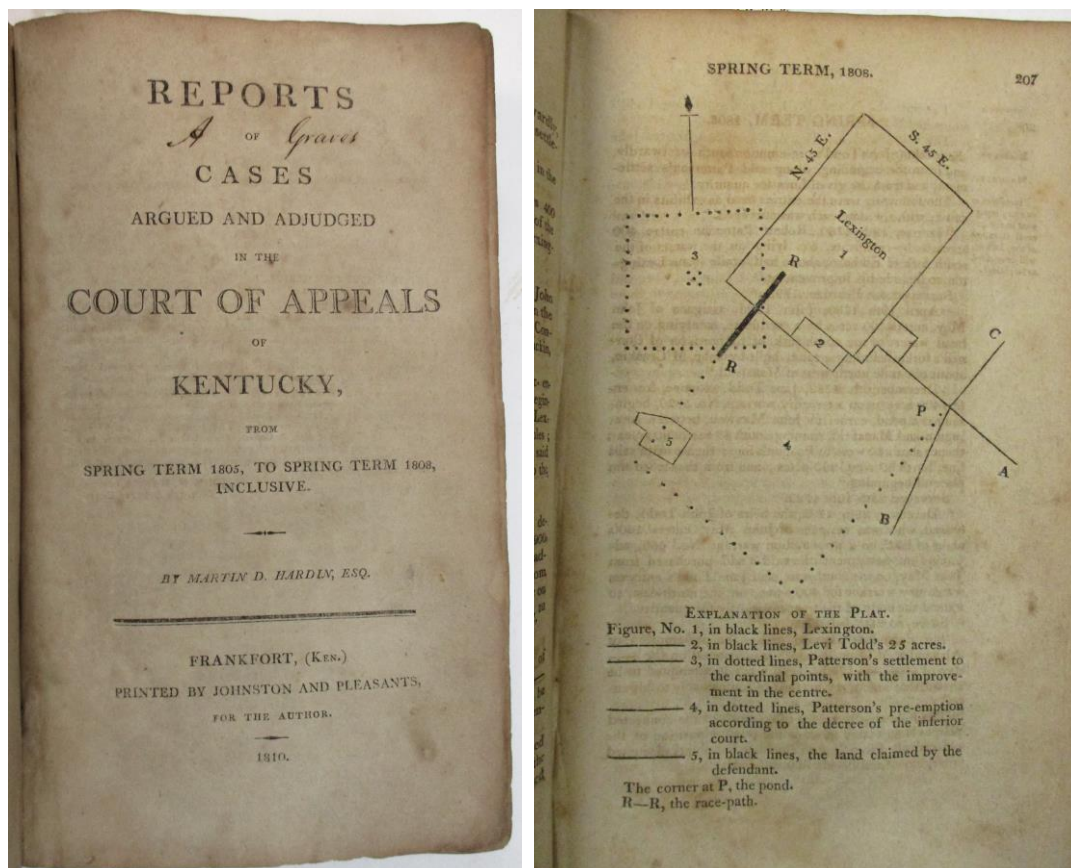 REPORTS
A OF Graves
CASES
ARGUED AND ADJUDGED
IN THE
COURT OF APPEALS
OF
KENTUCKY,
FROM
SPRING TERM 1805, TO SPRING TERM 1808,
INCLUSIVE.
BY MARTIN D. HARDIN, ESQ.
FRANKFORT, (KEN.)
PRINTED BY JOHNSTON AND PLEASANTS,
FOR THE AUTHOR.
1810.
SPRING TERM, 1808.
207
N. 45 E.
S. 45 E.
Lexington
1
3
R
R
2
C
P
4
5
A
B
EXPLANATION OF THE PLAT.
Figure, No. 1, in black lines, Lexington.
2, in black lines, Levi Todd's 25 acres.
3, in dotted lines, Patterson's settlement to
the cardinal points, with the improve-
ment in the centre.
4, in dotted lines, Patterson's pre-emption
according to the decree of the inferior
court.
5, in black lines, the land claimed by the
defendant.
The corner at P, the pond.
R—R, the race-path.